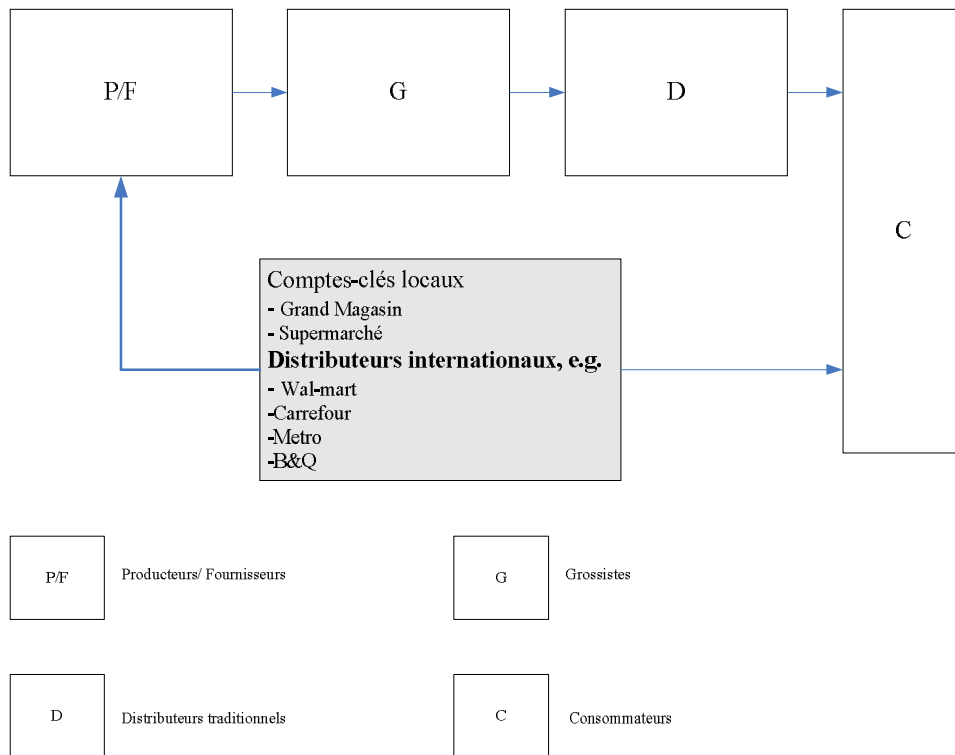 P/F
G
D
C
Comptes-clés locaux
- Grand Magasin
- Supermarché
Distributeurs internationaux, e.g.
- Wal-mart
-Carrefour
-Metro
-B&Q
P/F
Producteurs/ Fournisseurs
G
Grossistes
D
Distributeurs traditionnels
C
Consommateurs